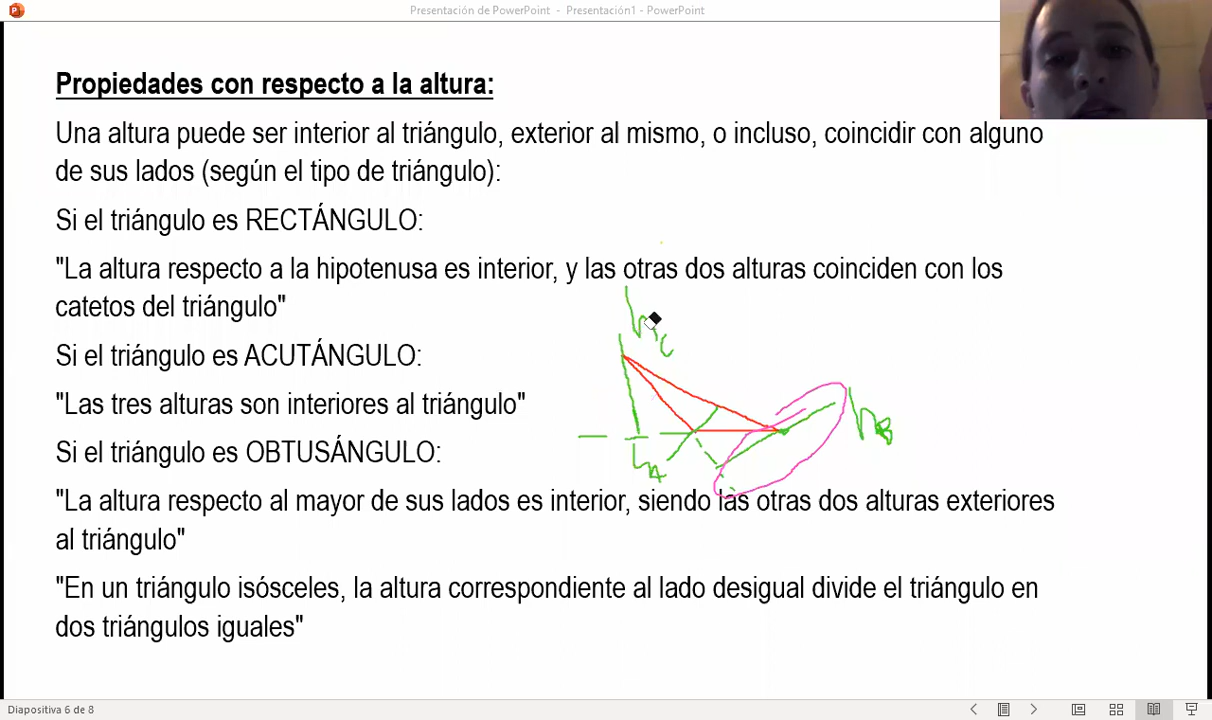 Presentación de PowerPoint - Presentación1 - PowerPoint
Propiedades con respecto a la altura:
Una altura puede ser interior al triángulo, exterior al mismo, o incluso, coincidir con alguno
de sus lados (según el tipo de triángulo):
Si el triángulo es RECTÁNGULO:
"La altura respecto a la hipotenusa es interior, y las otras dos alturas coinciden con los
catetos del triángulo"
hc
Si el triángulo es ACUTÁNGULO:
"Las tres alturas son interiores al triángulo"
hB
hA
Si el triángulo es OBTUSÁNGULO:
"La altura respecto al mayor de sus lados es interior, siendo las otras dos alturas exteriores
al triángulo"
"En un triángulo isósceles, la altura correspondiente al lado desigual divide el triángulo en
dos triángulos iguales"
Diapositiva 6 de 8